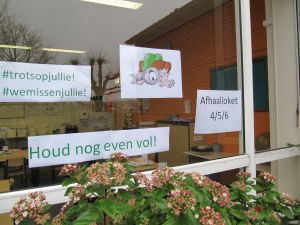 #trotsopjullie!
#wemissenjullie!
Afhaalloket
4/5/6
Houd nog even vol!